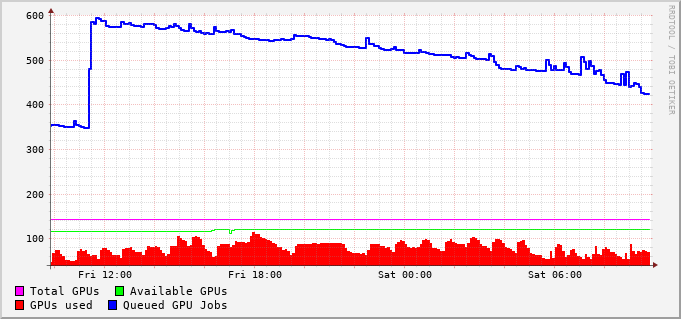 600
500
400
300
200
100
Fri 12:00 Fri 18:00 Sat 00:00 Sat 06:00
Total GPUs Available GPUs
GPUs used Queued GPU Jobs
RRDTOOL / TOBI OETIKER